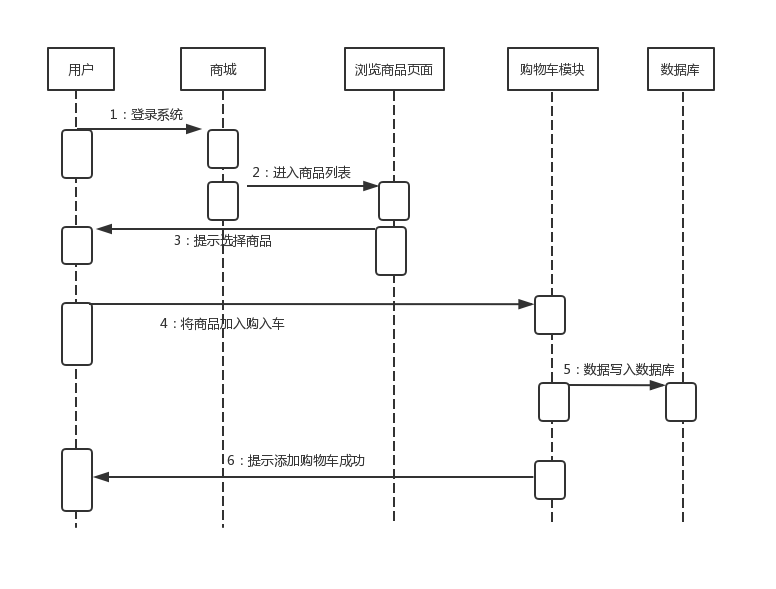 用户
商城
浏览商品页面
购物车模块
数据库
1：登录系统
2：进入商品列表
3：提示选择商品
4：将商品加入购入车
5：数据写入数据库
6：提示添加购物车成功